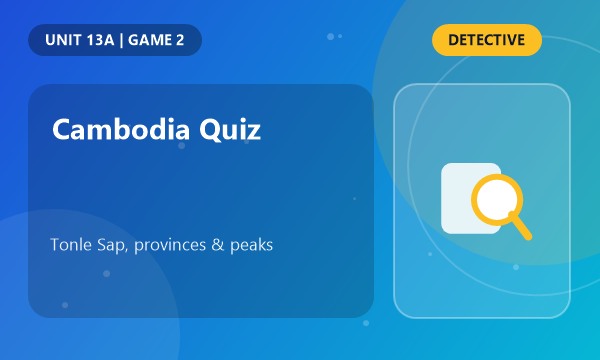 UNIT 13A | GAME 2
DETECTIVE
Cambodia Quiz
Tonle Sap, provinces & peaks